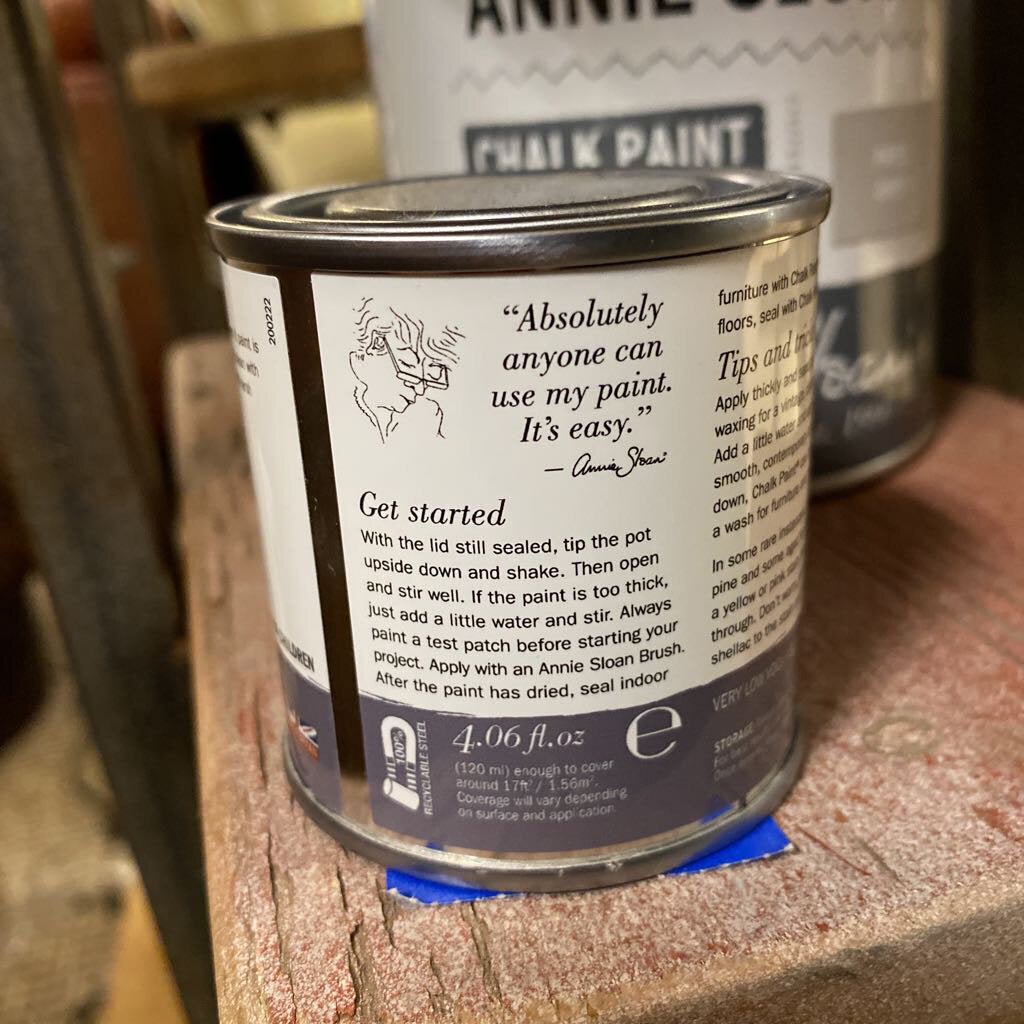 CHALK PAINT
200222
paint is
with
CHILDREN
“Absolutely
anyone can
use my paint.
It’s easy.”
— Annie Sloan
Get started
With the lid still sealed, tip the pot
upside down and shake. Then open
and stir well. If the paint is too thick,
just add a little water and stir. Always
paint a test patch before starting your
project. Apply with an Annie Sloan Brush.
After the paint has dried, seal indoor
furniture with Chalk
floors, seal with
Tips and
Apply thickly and
waxing for a vintage
Add a little water
smooth,
down, Chalk Paint
a wash for furniture
In some rare
pine and some
a yellow or pink
through. Don't
shellac to the
VERY LOW
STORAGE
100%
RECYCLABLE STEEL
4.06 fl.oz
e
(120 ml) enough to cover
around 17ft² / 1.56m².
Coverage will vary depending
on surface and application.